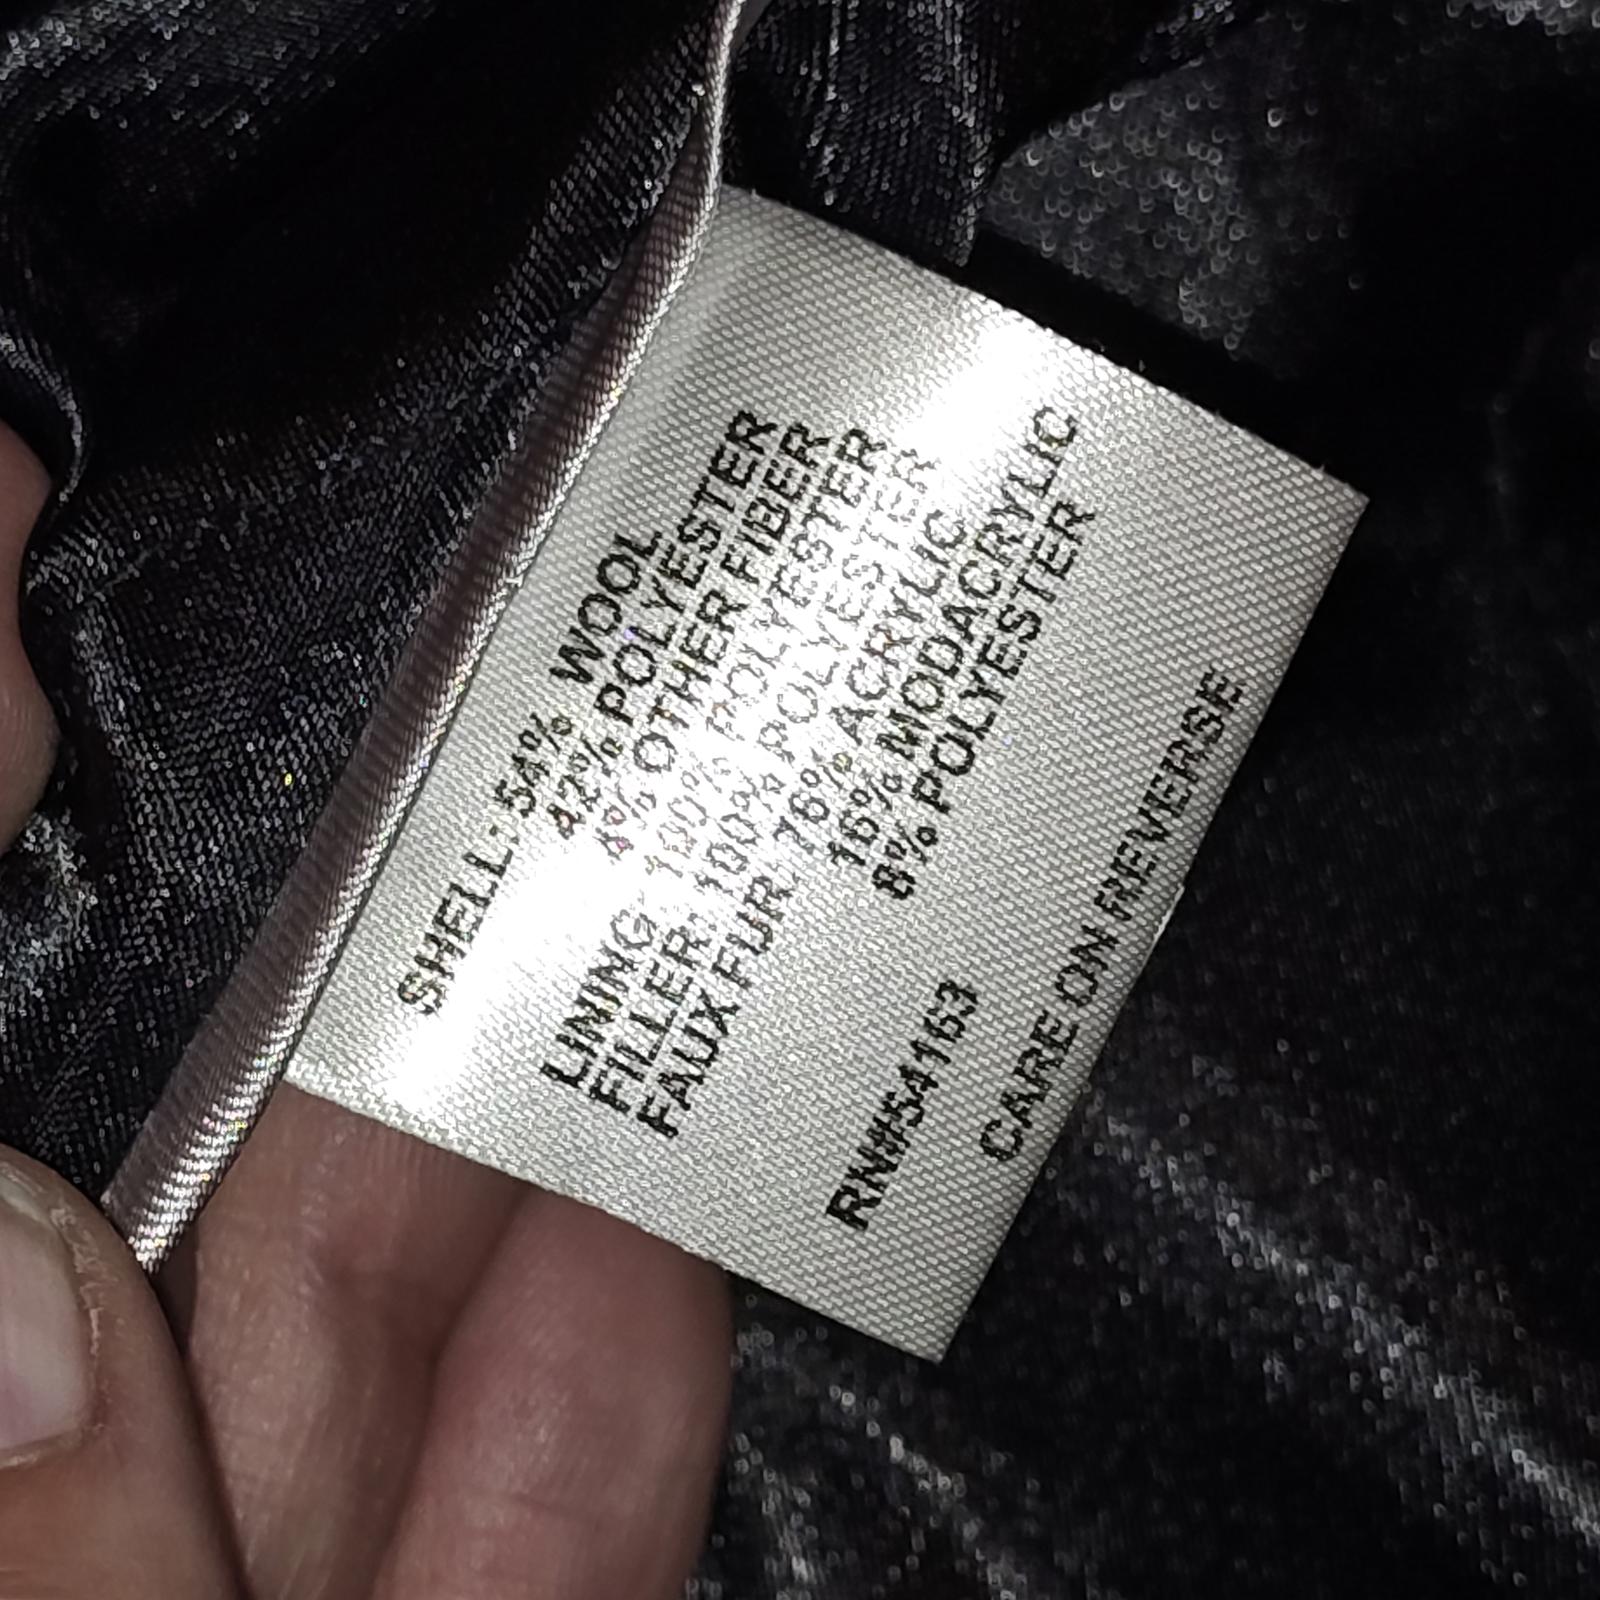 SHELL: 54% WOOL
42% POLYESTER
4% OTHER FIBER
LINING: 100% POLYESTER
FILLER: 100% POLYESTER
FAUX FUR: 76% ACRYLIC
16% MODACRYLIC
8% POLYESTER
RN#54163
CARE ON REVERSE